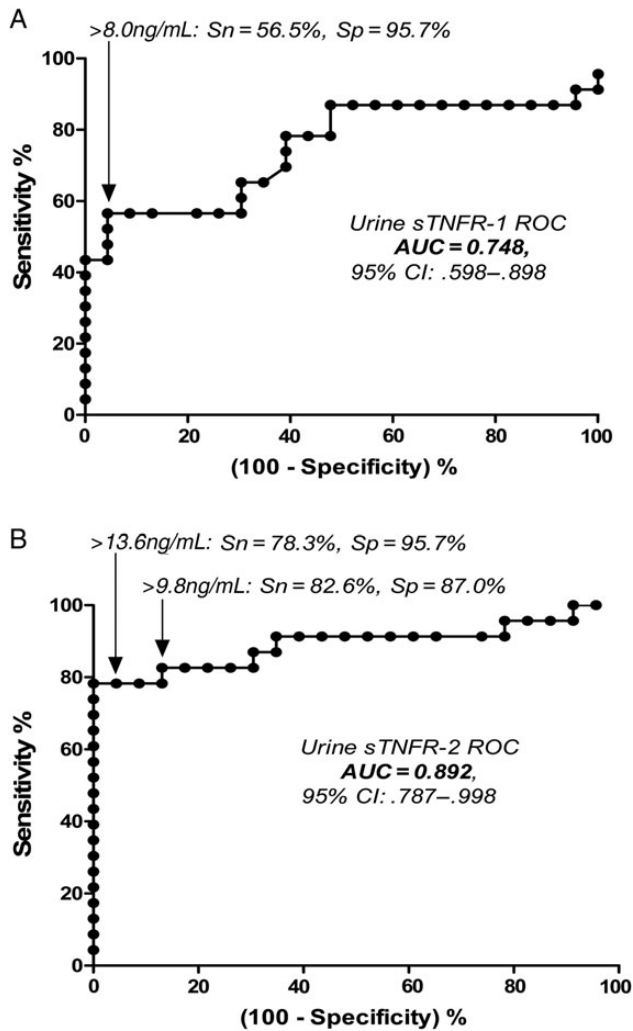 A
>8.0ng/mL: Sn = 56.5%, Sp = 95.7%
100
80
60
40
20
0
Sensitivity %
Urine sTNFR-1 ROC
AUC = 0.748,
95% CI: .598–.898
0 20 40 60 80 100
(100 - Specificity) %
B
>13.6ng/mL: Sn = 78.3%, Sp = 95.7%
>9.8ng/mL: Sn = 82.6%, Sp = 87.0%
100
80
60
40
20
0
Sensitivity %
Urine sTNFR-2 ROC
AUC = 0.892,
95% CI: .787–.998
0 20 40 60 80 100
(100 - Specificity) %